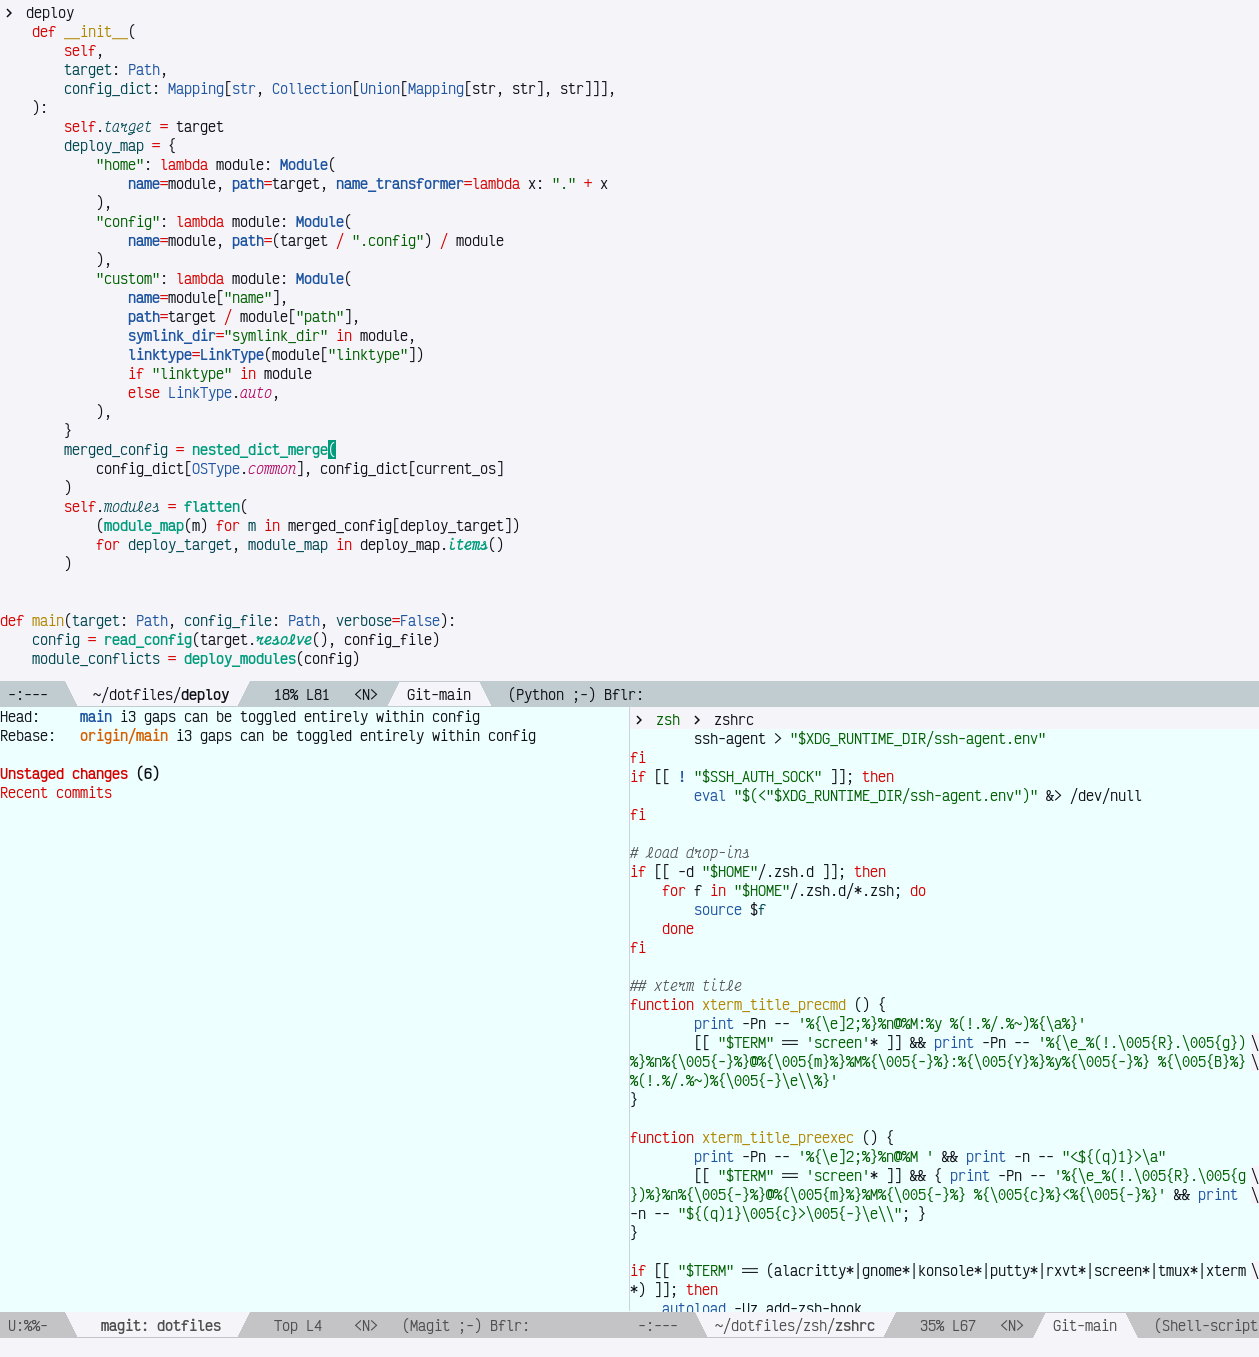 > deploy
    def __init__(
        self,
        target: Path,
        config_dict: Mapping[str, Collection[Union[Mapping[str, str], str]]],
    ):
        self.target = target
        deploy_map = {
            "home": lambda module: Module(
                name=module, path=target, name_transformer=lambda x: "." + x
            ),
            "config": lambda module: Module(
                name=module, path=(target / ".config") / module
            ),
            "custom": lambda module: Module(
                name=module["name"],
                path=target / module["path"],
                symlink_dir="symlink_dir" in module,
                linktype=LinkType(module["linktype"])
                if "linktype" in module
                else LinkType.auto,
            ),
        }
        merged_config = nested_dict_merge(
            config_dict[OSType.common], config_dict[current_os]
        )
        self.modules = flatten(
            (module_map(m) for m in merged_config[deploy_target])
            for deploy_target, module_map in deploy_map.items()
        )
def main(target: Path, config_file: Path, verbose=False):
    config = read_config(target.resolve(), config_file)
    module_conflicts = deploy_modules(config)
-:--- ~/dotfiles/deploy 18% L81 <N> Git-main (Python ;-) Bflr:
Head:     main i3 gaps can be toggled entirely within config
Rebase:   origin/main i3 gaps can be toggled entirely within config
Unstaged changes (6)
Recent commits
U:%%- magit: dotfiles Top L4 <N> (Magit ;-) Bflr:
> zsh > zshrc
        ssh-agent > "$XDG_RUNTIME_DIR/ssh-agent.env"
fi
if [[ ! "$SSH_AUTH_SOCK" ]]; then
        eval "$(<"$XDG_RUNTIME_DIR/ssh-agent.env")" &> /dev/null
fi
# load drop-ins
if [[ -d "$HOME"/.zsh.d ]]; then
    for f in "$HOME"/.zsh.d/*.zsh; do
        source $f
    done
fi
## xterm title
function xterm_title_precmd () {
        print -Pn -- '%{\e]2;%}%n@%M:%y %(!.%/.%~)%{\a%}'
        [[ "$TERM" == 'screen'* ]] && print -Pn -- '%{\e_%(!.\005{R}.\005{g}) \
%}%n%{\005{-}%}@%{\005{m}%}%M%{\005{-}%}:%{\005{Y}%}%y%{\005{-}%} %{\005{B}%} \
%(!.%/.%~)%{\005{-}\e\\%}'
}
function xterm_title_preexec () {
        print -Pn -- '%{\e]2;%}%n@%M ' && print -n -- "<${(q)1}>\a"
        [[ "$TERM" == 'screen'* ]] && { print -Pn -- '%{\e_%(!.\005{R}.\005{g \
})%}%n%{\005{-}%}@%{\005{m}%}%M%{\005{-}%} %{\005{c}%}<%{\005{-}%}' && print  \
-n -- "${(q)1}\005{c}>\005{-}\e\\"; }
}
if [[ "$TERM" == (alacritty*|gnome*|konsole*|putty*|rxvt*|screen*|tmux*|xterm \
*) ]]; then
    autoload -Uz add-zsh-hook
-:--- ~/dotfiles/zsh/zshrc 35% L67 <N> Git-main (Shell-script